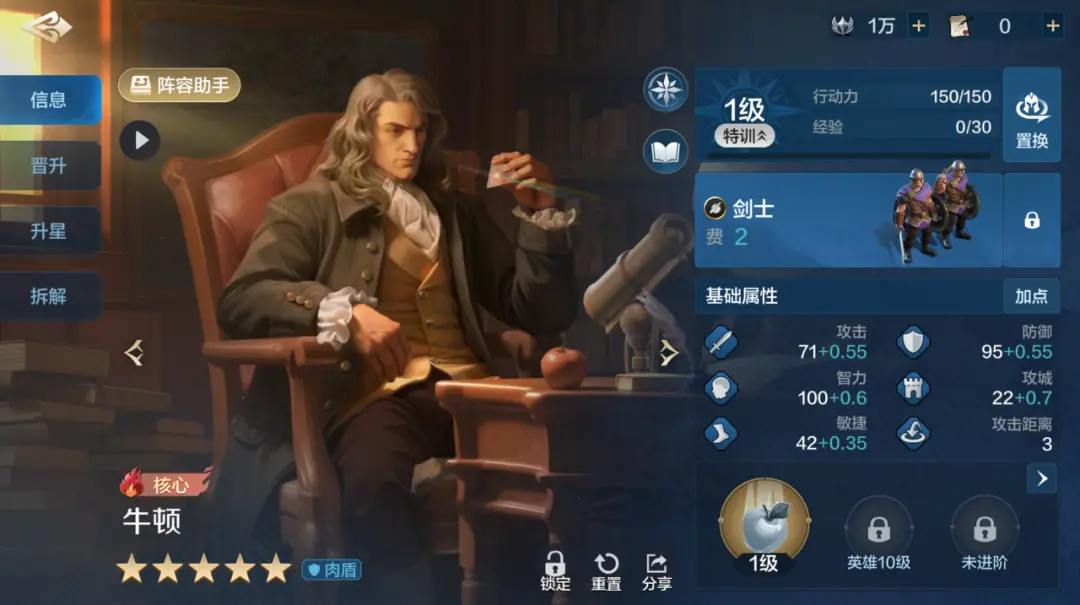 1万
0
信息
晋升
升星
拆解
阵容助手
核心
牛顿
肉盾
锁定
重置
分享
1级
特训
行动力
150/150
经验
0/30
置换
剑士
费 2
基础属性
加点
攻击
71+0.55
防御
95+0.55
智力
100+0.6
攻城
22+0.7
敏捷
42+0.35
攻击距离
3
1级
英雄10级
未进阶